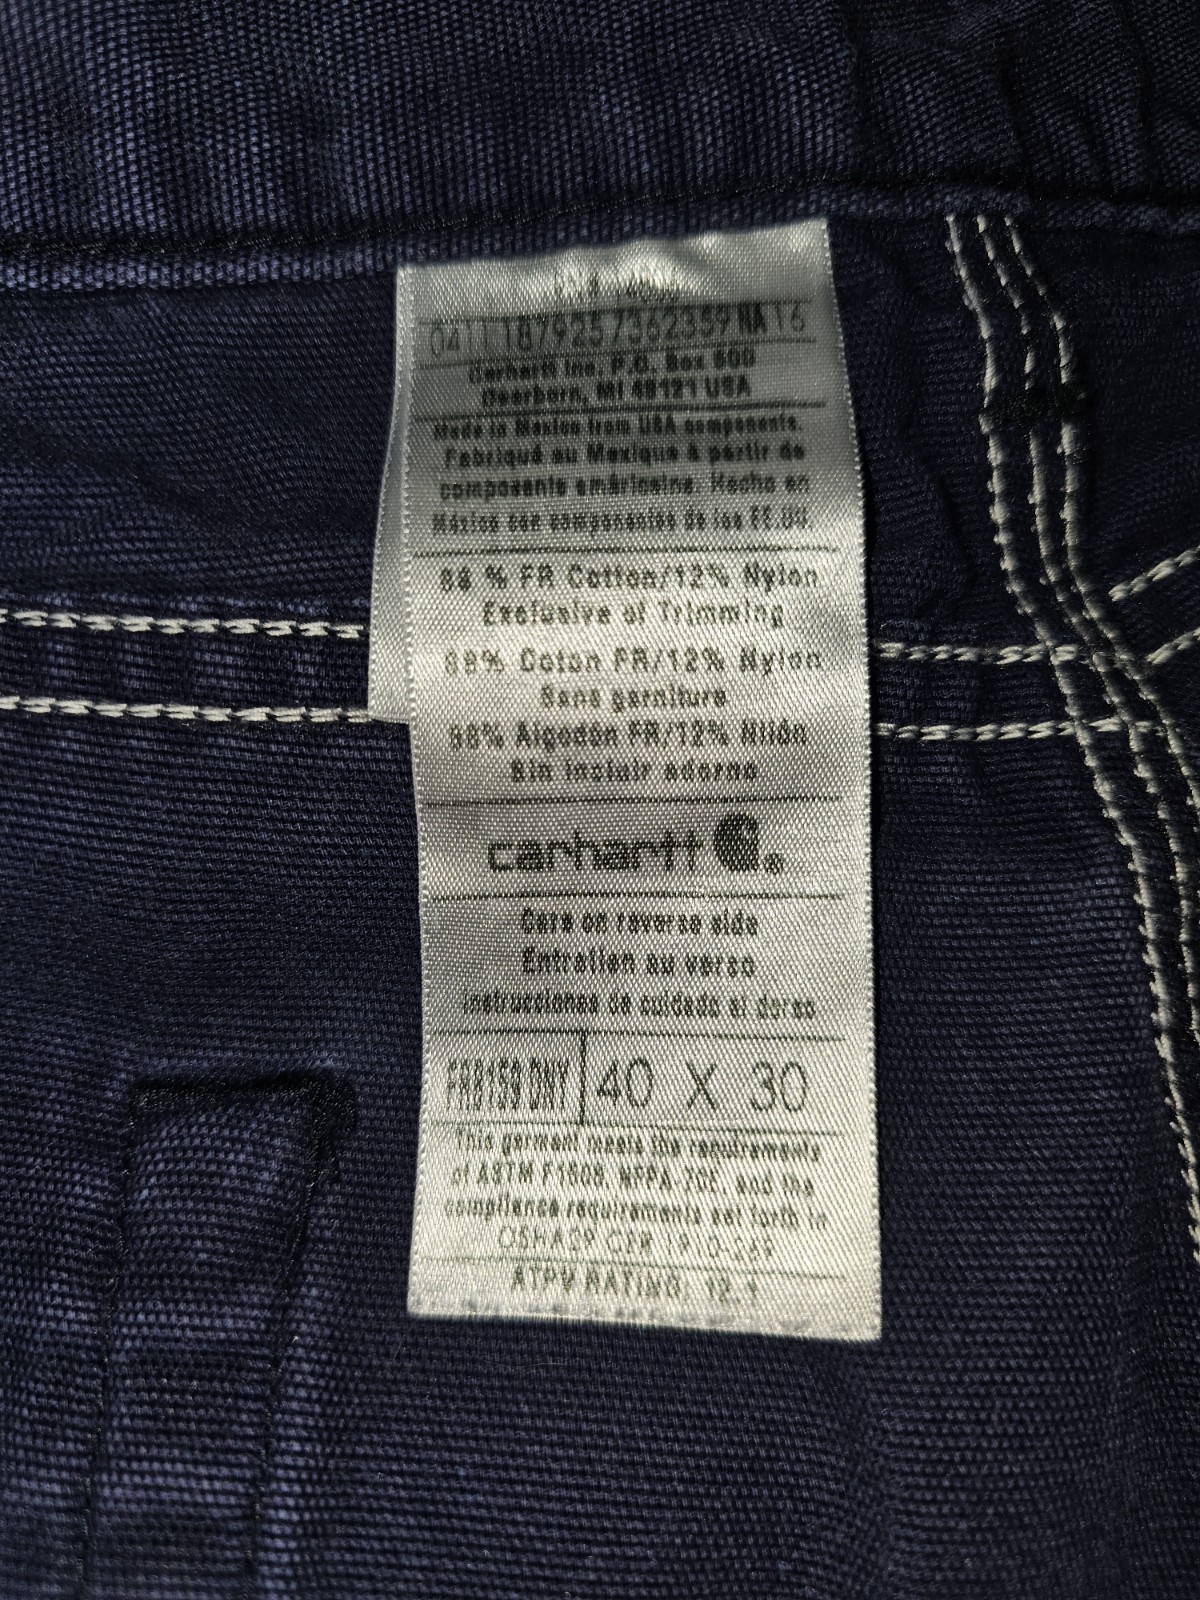 0411 1879257362359 NA 16
Carhartt Inc. P.O. Box 600
Dearborn, MI 48121 USA
Made in Mexico from USA components.
Fabriqué au Mexique à partir de
composants américains. Hecho en
México con componentes de los EE.UU.
88 % FR Cotton/12% Nylon
Exclusive of Trimming
88% Coton FR/12% Nylon
Sans garniture
88% Algodón FR/12% Nilón
Sin incluir adorno
carhartt
Care on reverse side
Entretien au verso
Instrucciones de cuidado al dorso
FRB159 DNY 40 X 30
This garment meets the requirements
of ASTM F1506, NFPA-70E, and the
compliance requirements set forth in
OSHA29 CFR 1910-269
ATPV RATING: 12.1